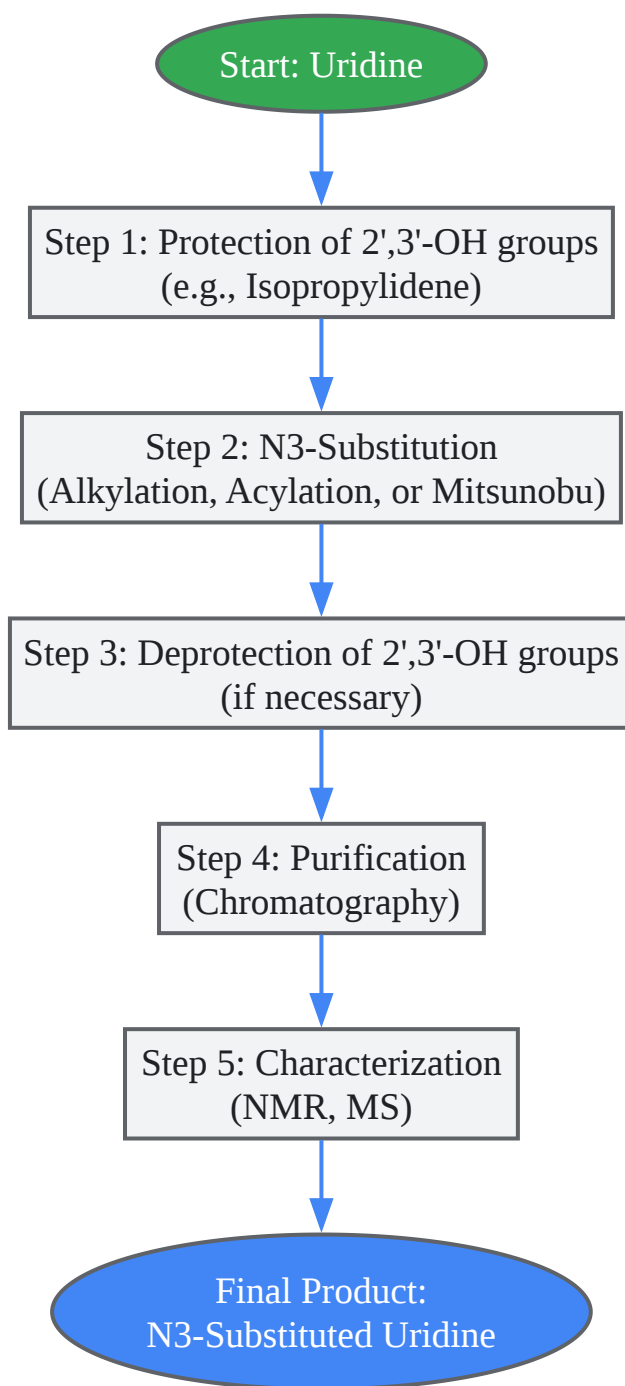 Start: Uridine
Step 1: Protection of 2',3'-OH groups
(e.g., Isopropylidene)
Step 2: N3-Substitution
(Alkylation, Acylation, or Mitsunobu)
Step 3: Deprotection of 2',3'-OH groups
(if necessary)
Step 4: Purification
(Chromatography)
Step 5: Characterization
(NMR, MS)
Final Product:
N3-Substituted Uridine